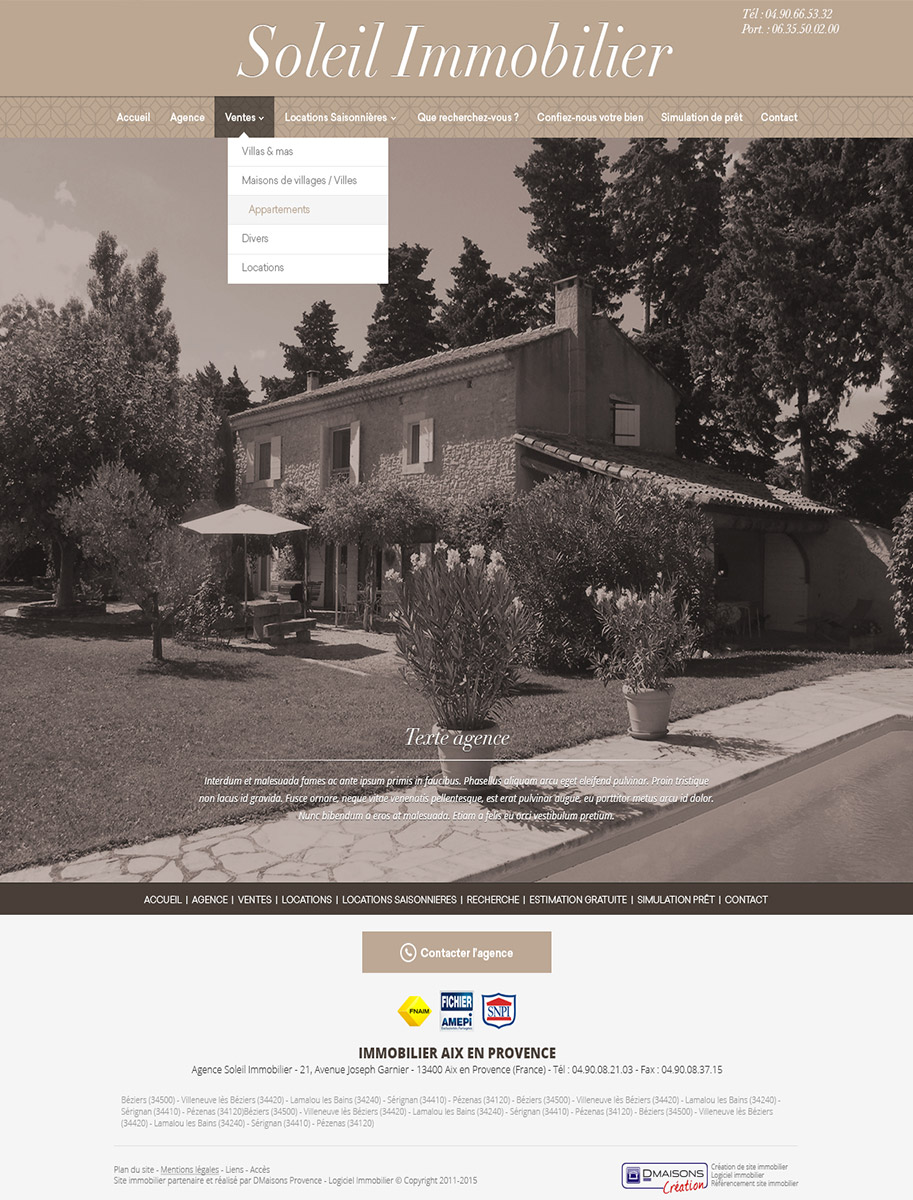 Tél : 04.90.66.53.32
Port. : 06.35.50.02.00
Soleil Immobilier
Accueil Agence Ventes Locations Saisonnières Que recherchez-vous ? Confiez-nous votre bien Simulation de prêt Contact
Villas & mas
Maisons de villages / Villes
Appartements
Divers
Locations
Texte agence
Interdum et malesuada fames ac ante ipsum primis in faucibus. Phasellus aliquam arcu eget eleifend pulvinar. Proin tristique
non lacus id gravida. Fusce ornare, neque vitae venenatis pellentesque, est erat pulvinar augue, eu porttitor metus arcu id dolor.
Nunc bibendum a eros at malesuada. Etiam a felis eu orci vestibulum pretium.
ACCUEIL | AGENCE | VENTES | LOCATIONS | LOCATIONS SAISONNIERES | RECHERCHE | ESTIMATION GRATUITE | SIMULATION PRÊT | CONTACT
Contacter l'agence
FNAIM
FICHIER
AMEPI
SNPI
IMMOBILIER AIX EN PROVENCE
Agence Soleil Immobilier - 21, Avenue Joseph Garnier - 13400 Aix en Provence (France) - Tél : 04.90.08.21.03 - Fax : 04.90.08.37.15
Béziers (34500) - Villeneuve lés Béziers (34420) - Lamalou les Bains (34240) - Sérignan (34410) - Pézenas (34120) - Béziers (34500) - Villeneuve lés Béziers (34420) - Lamalou les Bains (34240) -
Sérignan (34410) - Pézenas (34120)Béziers (34500) - Villeneuve lés Béziers (34420) - Lamalou les Bains (34240) - Sérignan (34410) - Pézenas (34120) - Béziers (34500) - Villeneuve lés Béziers
(34420) - Lamalou les Bains (34240) - Sérignan (34410) - Pézenas (34120)
Plan du site - Mentions légales - Liens - Accès
Site immobilier partenaire et réalisé par DMaisons Provence - Logiciel Immobilier © Copyright 2011-2015
DMAISONS
Création
Création de site immobilier
Logiciel immobilier
Référencement site immobilier